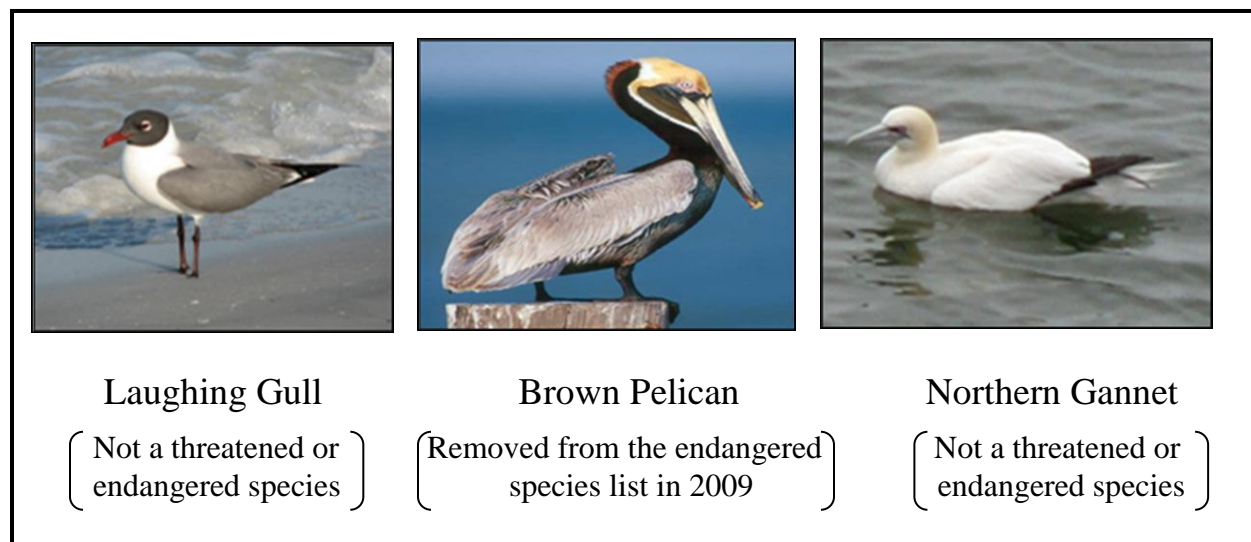 Laughing Gull
Not a threatened or
endangered species
Brown Pelican
Removed from the endangered
species list in 2009
Northern Gannet
Not a threatened or
endangered species